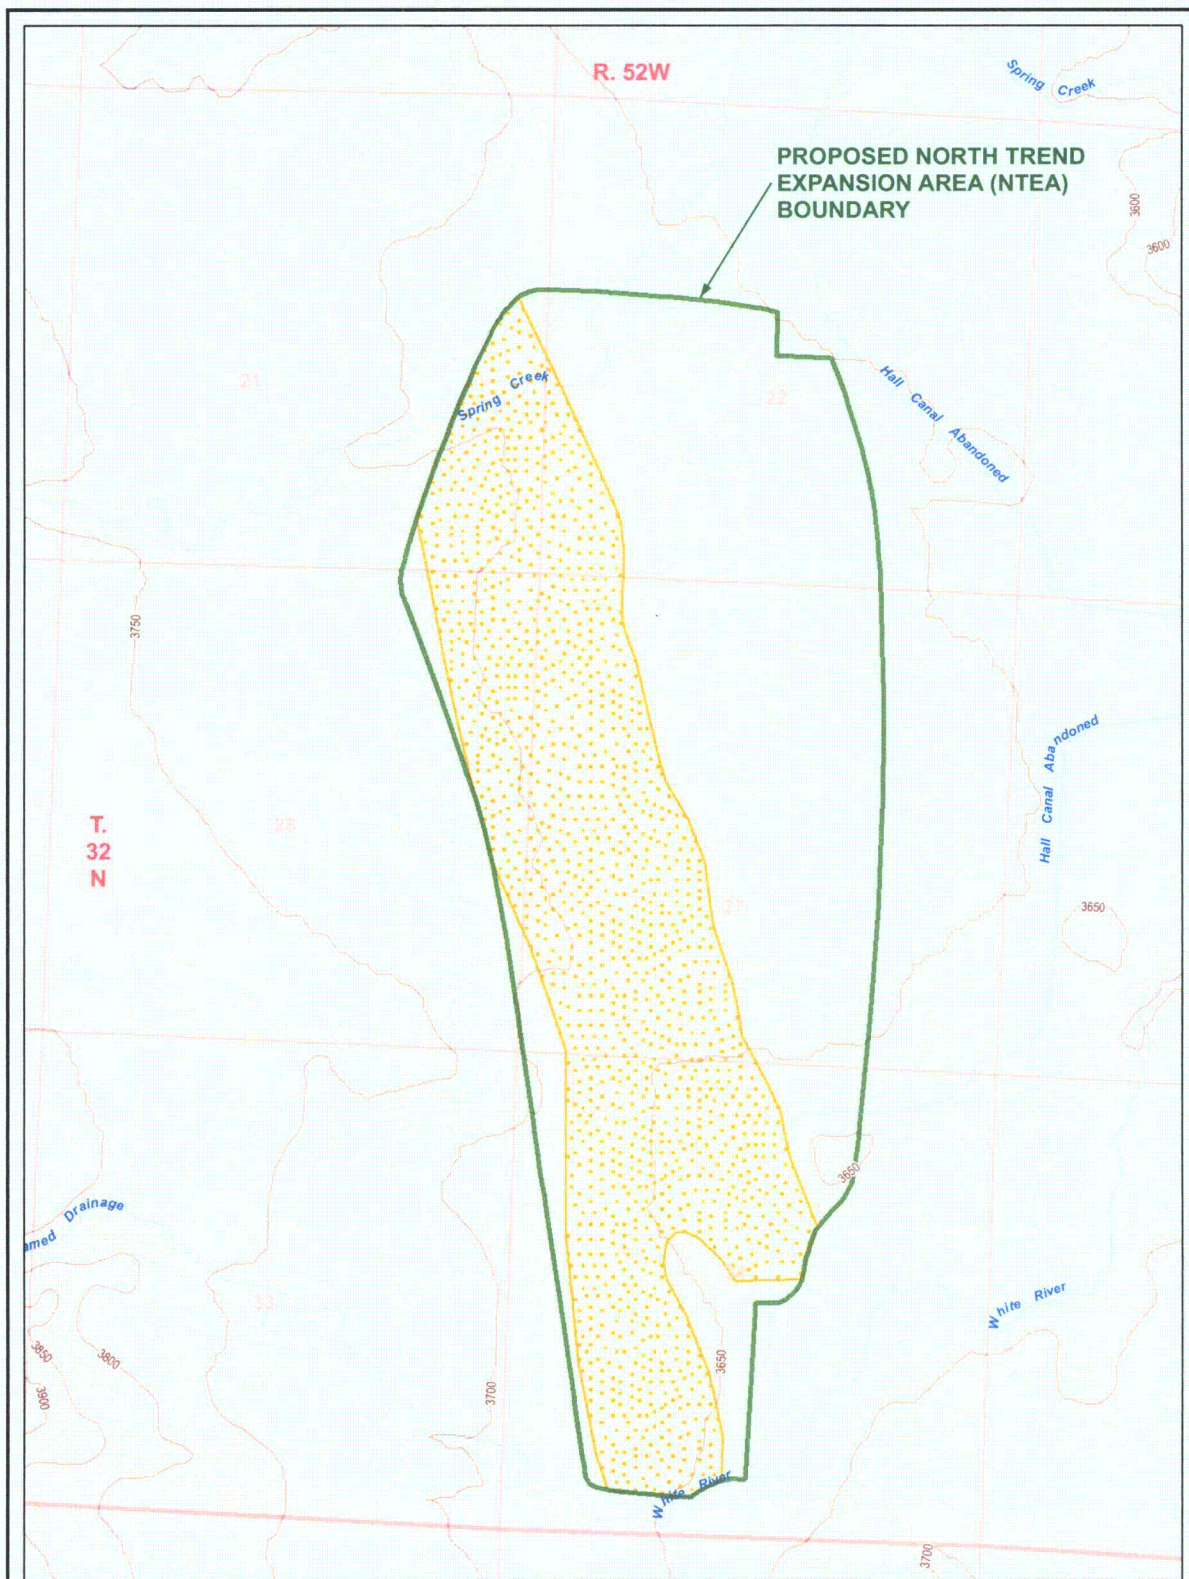 R. 52W
Spring Creek
PROPOSED NORTH TREND
EXPANSION AREA (NTEA)
BOUNDARY
3600
3600
21
Spring Creek
22
Hall Canal Abandoned
3750
Hall Canal Abandoned
T.
32
N
28
27
3650
3650
amed Drainage
White River
33
3850
3800
3900
3700
3650
White River
3700